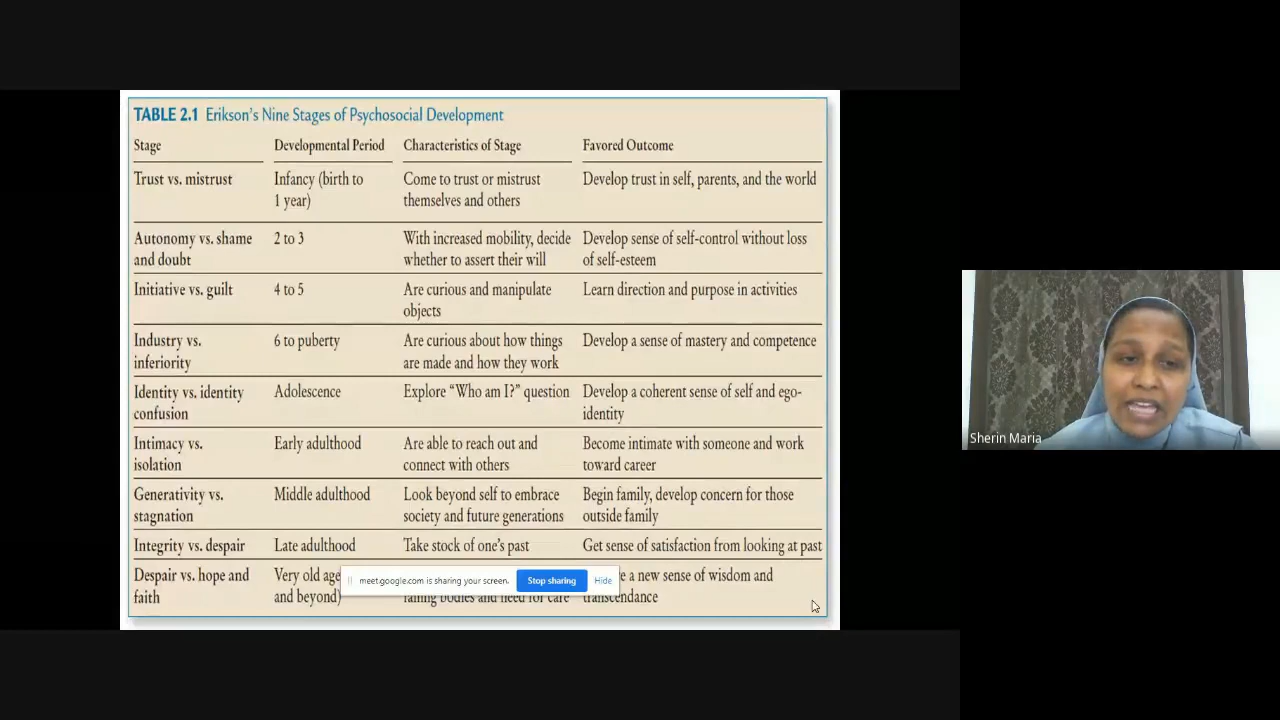 TABLE 2.1 Erikson's Nine Stages of Psychosocial Development
Stage Developmental Period Characteristics of Stage Favored Outcome
Trust vs. mistrust Infancy (birth to Come to trust or mistrust Develop trust in self, parents, and the world
1 year) themselves and others
Autonomy vs. shame 2 to 3 With increased mobility, decide Develop sense of self-control without loss
and doubt whether to assert their will of self-esteem
Initiative vs. guilt 4 to 5 Are curious and manipulate Learn direction and purpose in activities
objects
Industry vs. 6 to puberty Are curious about how things Develop a sense of mastery and competence
inferiority are made and how they work
Identity vs. identity Adolescence Explore "Who am I?" question Develop a coherent sense of self and ego-
confusion identity
Intimacy vs. Early adulthood Are able to reach out and Become intimate with someone and work
isolation connect with others toward career
Generativity vs. Middle adulthood Look beyond self to embrace Begin family, develop concern for those
stagnation society and future generations outside family
Integrity vs. despair Late adulthood Take stock of one's past Get sense of satisfaction from looking at past
Despair vs. hope and Very old age a new sense of wisdom and
faith and beyond) failing bodies and need for care transcendance
meet.google.com is sharing your screen. Stop sharing Hide
Sherin Maria